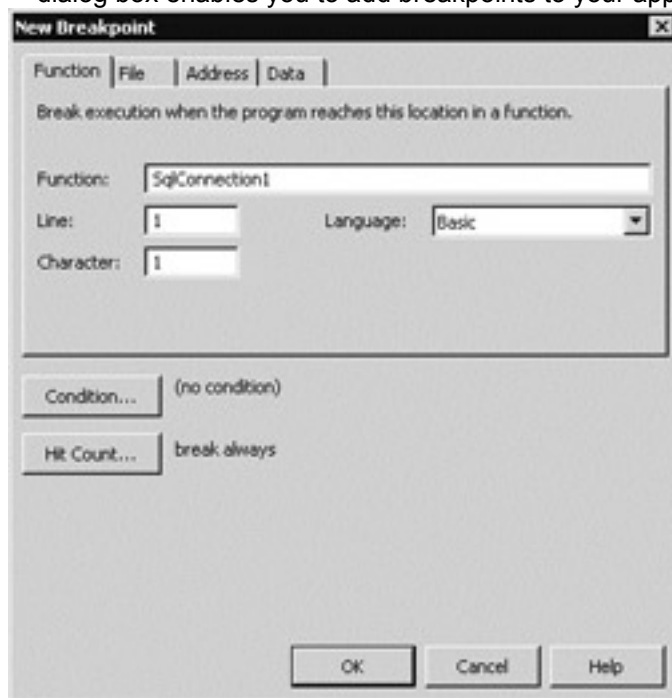 dialog box enables you to add breakpoints to your app
New Breakpoint
Function File Address Data
Break execution when the program reaches this location in a function.
Function: SqlConnection1
Line: 1 Language: Basic
Character: 1
Condition... (no condition)
Hit Count... break always
OK Cancel Help